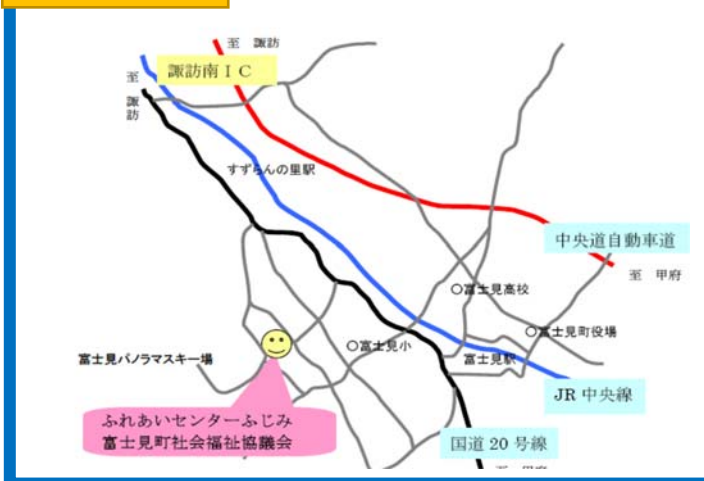 至 諏訪
至
諏
訪
諏訪南ＩＣ
すずらんの里駅
中央道自動車道
至 甲府
○富士見高校
○富士見町役場
○富士見小
富士見駅
富士見パノラマスキー場
JR 中央線
ふれあいセンターふじみ
富士見町社会福祉協議会
国道 20 号線
至 甲府